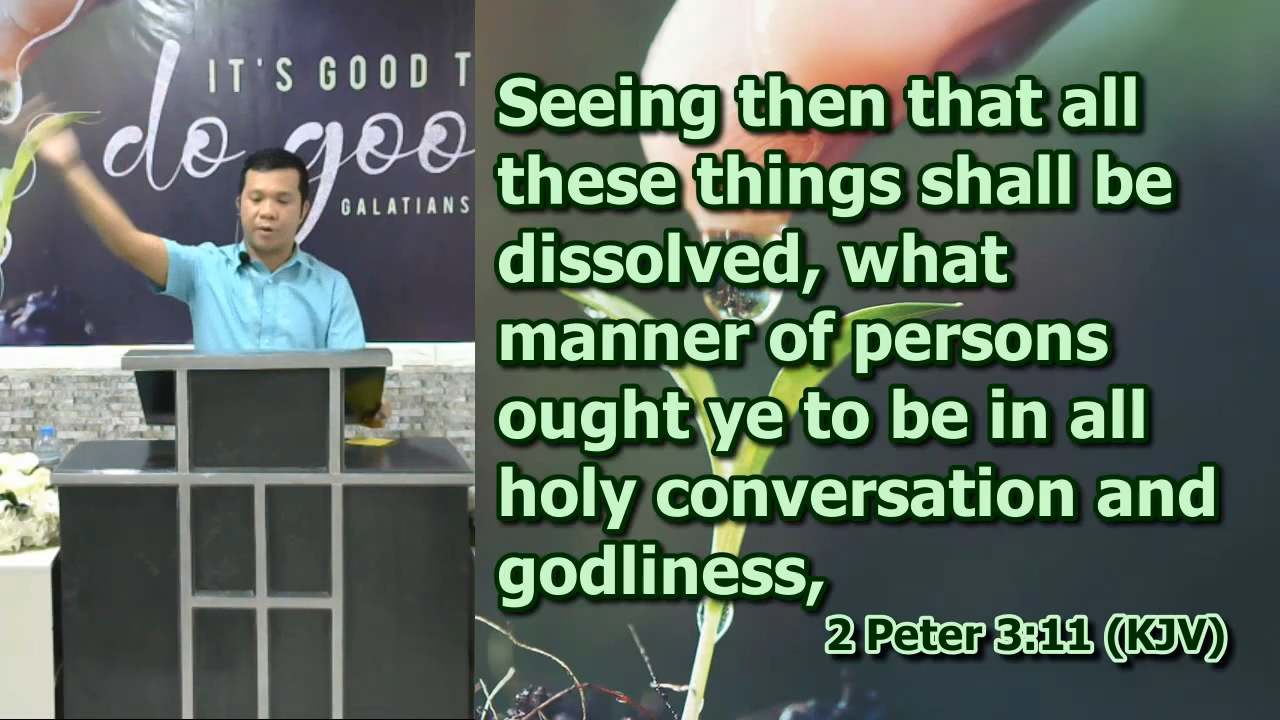 IT'S GOOD T
do goo
GALATIANS
Seeing then that all
these things shall be
dissolved, what
manner of persons
ought ye to be in all
holy conversation and
godliness,
2 Peter 3:11 (KJV)